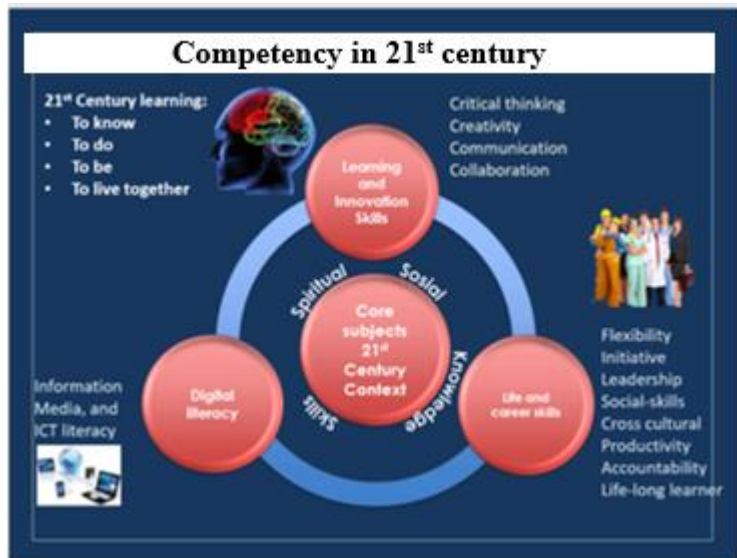 Competency in 21st century
21st Century learning:
• To know
• To do
• To be
• To live together
Critical thinking
Creativity
Communication
Collaboration
Learning
and
Innovation
Skills
Spiritual
Sosial
Core
subjects
21st
Century
Context
Skills
Knowledge
Digital
literacy
Life and
career skills
Information
Media, and
ICT literacy
Flexibility
Initiative
Leadership
Social-skills
Cross cultural
Productivity
Accountability
Life-long learner